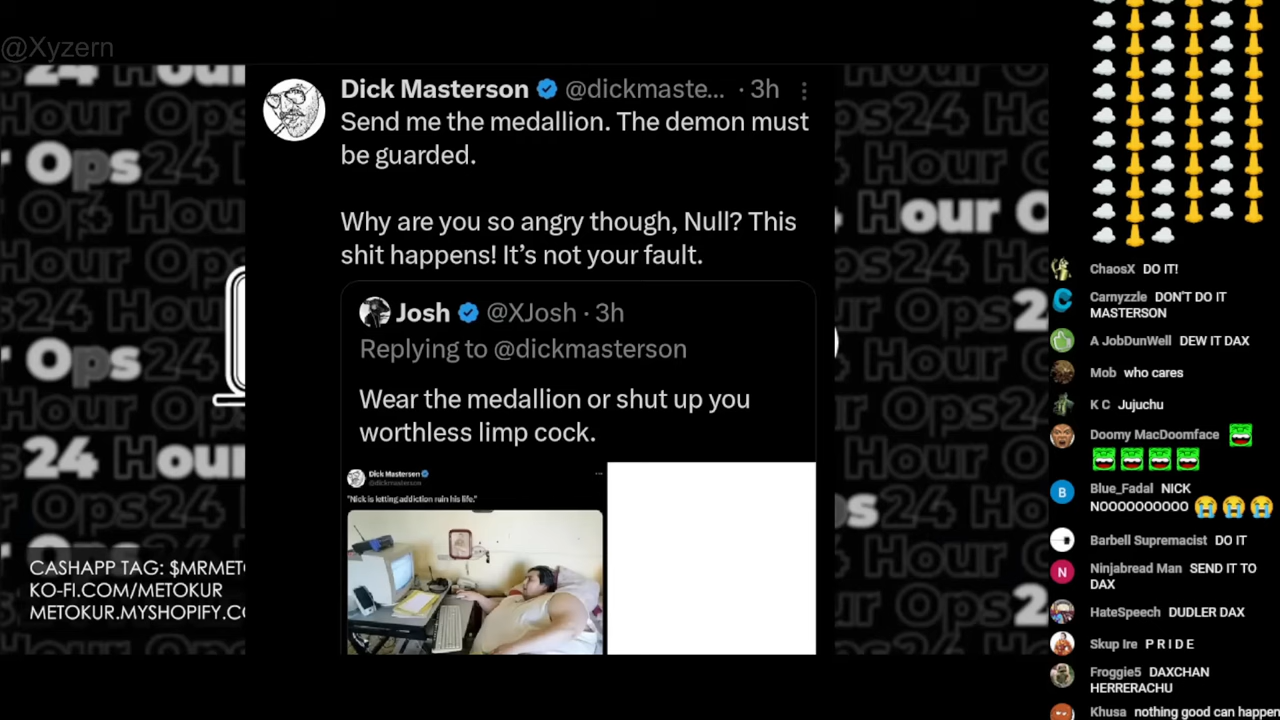 @Xyzern
Dick Masterson @dickmaste... · 3h
Send me the medallion. The demon must
be guarded.
Why are you so angry though, Null? This
shit happens! It's not your fault.
Josh @XJosh · 3h
Replying to @dickmasterson
Wear the medallion or shut up you
worthless limp cock.
Dick Masterson
@dickmasterson
"Nick is letting addiction ruin his life."
CASHAPP TAG: $MRMET
KO-FI.COM/METOKUR
METOKUR.MYSHOPIFY.CO
24 Hour Ops
ChaosX DO IT!
Carnyzzle DON'T DO IT
MASTERSON
A JobDunWell DEW IT DAX
Mob who cares
K C Jujuchu
Doomy MacDoomface
Blue_Fadal NICK
NOOOOOOOOOO 😭😭😭
Barbell Supremacist DO IT
Ninjabread Man SEND IT TO
DAX
HateSpeech DUDLER DAX
Skup Ire P R I D E
Froggie5 DAXCHAN
HERRERACHU
Khusa nothing good can happen